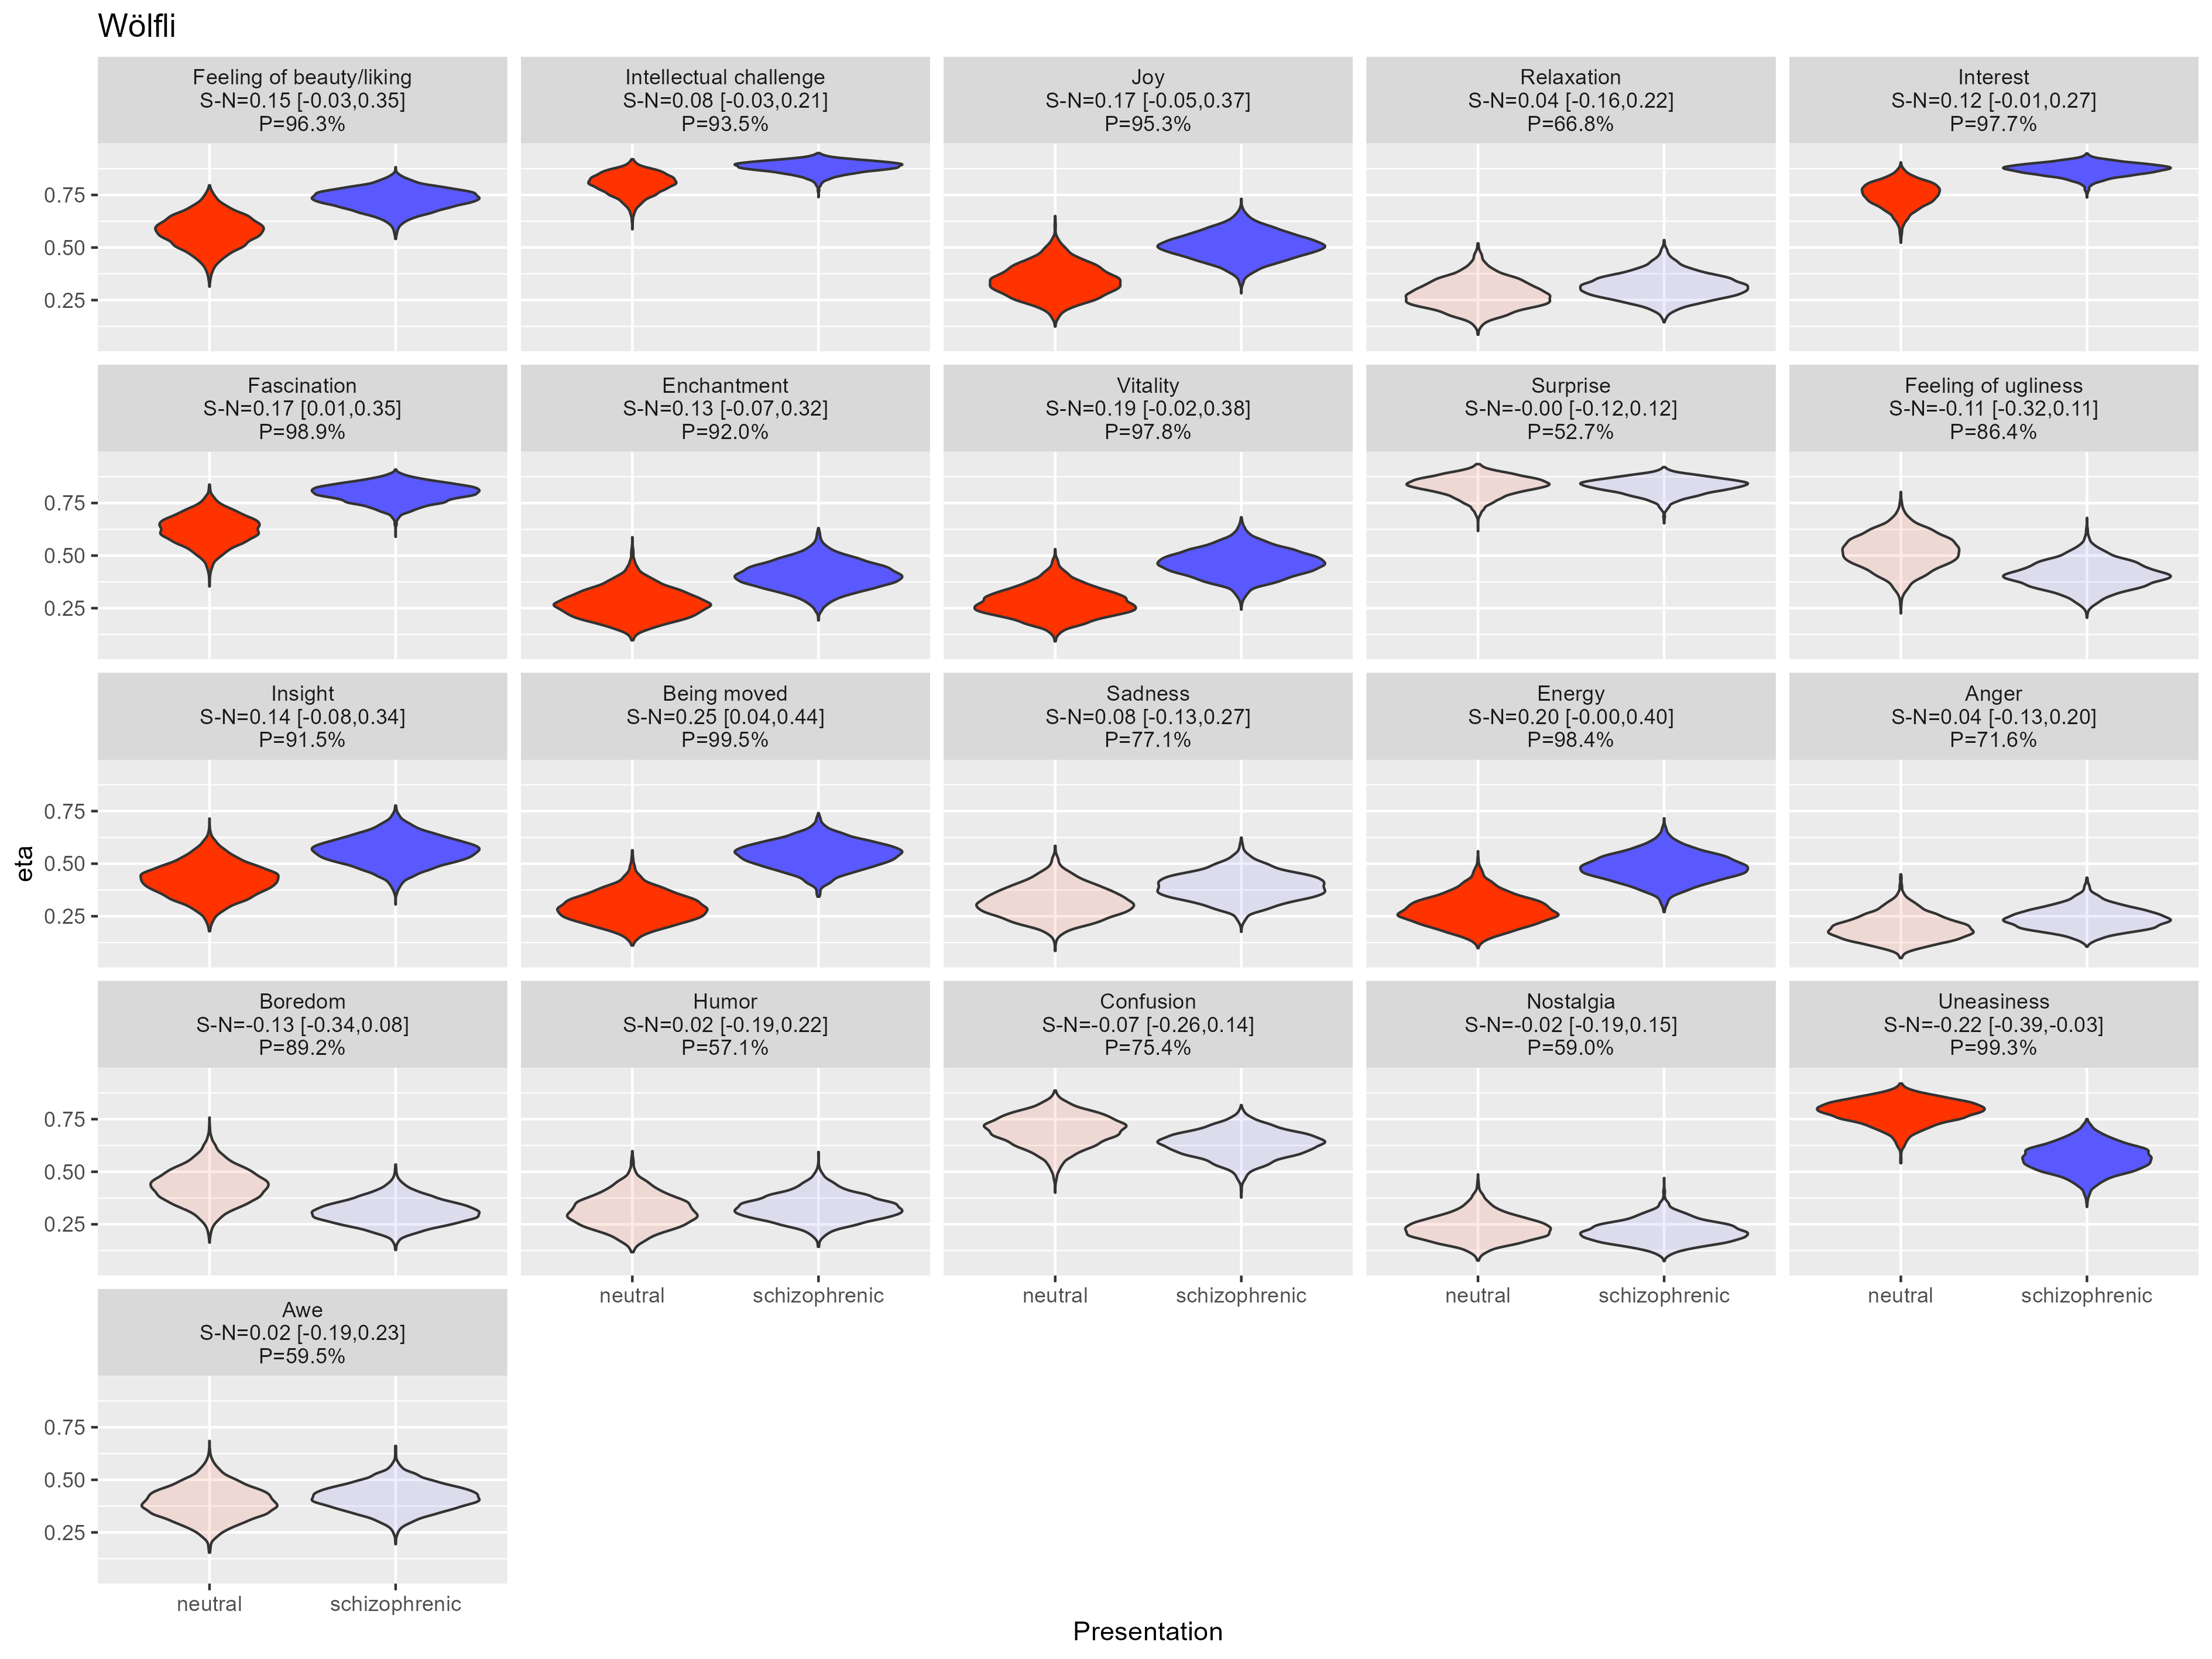 Wölfli
Feeling of beauty/liking
S-N=0.15 [-0.03,0.35]
P=96.3%
Intellectual challenge
S-N=0.08 [-0.03,0.21]
P=93.5%
Joy
S-N=0.17 [-0.05,0.37]
P=95.3%
Relaxation
S-N=0.04 [-0.16,0.22]
P=66.8%
Interest
S-N=0.12 [-0.01,0.27]
P=97.7%
0.75
0.50
0.25
Fascination
S-N=0.17 [0.01,0.35]
P=98.9%
Enchantment
S-N=0.13 [-0.07,0.32]
P=92.0%
Vitality
S-N=0.19 [-0.02,0.38]
P=97.8%
Surprise
S-N=-0.00 [-0.12,0.12]
P=52.7%
Feeling of ugliness
S-N=-0.11 [-0.32,0.11]
P=86.4%
0.75
0.50
0.25
Insight
S-N=0.14 [-0.08,0.34]
P=91.5%
Being moved
S-N=0.25 [0.04,0.44]
P=99.5%
Sadness
S-N=0.08 [-0.13,0.27]
P=77.1%
Energy
S-N=0.20 [-0.00,0.40]
P=98.4%
Anger
S-N=0.04 [-0.13,0.20]
P=71.6%
0.75
0.50
0.25
eta
Boredom
S-N=-0.13 [-0.34,0.08]
P=89.2%
Humor
S-N=0.02 [-0.19,0.22]
P=57.1%
Confusion
S-N=-0.07 [-0.26,0.14]
P=75.4%
Nostalgia
S-N=-0.02 [-0.19,0.15]
P=59.0%
Uneasiness
S-N=-0.22 [-0.39,-0.03]
P=99.3%
0.75
0.50
0.25
neutral schizophrenic
neutral schizophrenic
neutral schizophrenic
neutral schizophrenic
Awe
S-N=0.02 [-0.19,0.23]
P=59.5%
0.75
0.50
0.25
neutral schizophrenic
Presentation